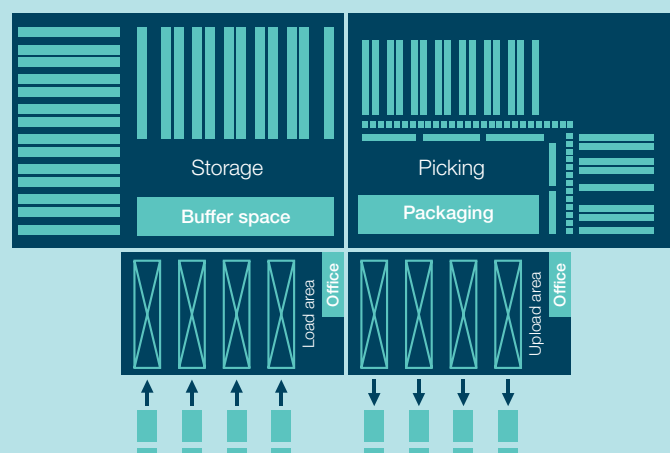 Storage
Picking
Buffer space
Packaging
Load area
Office
Upload area
Office